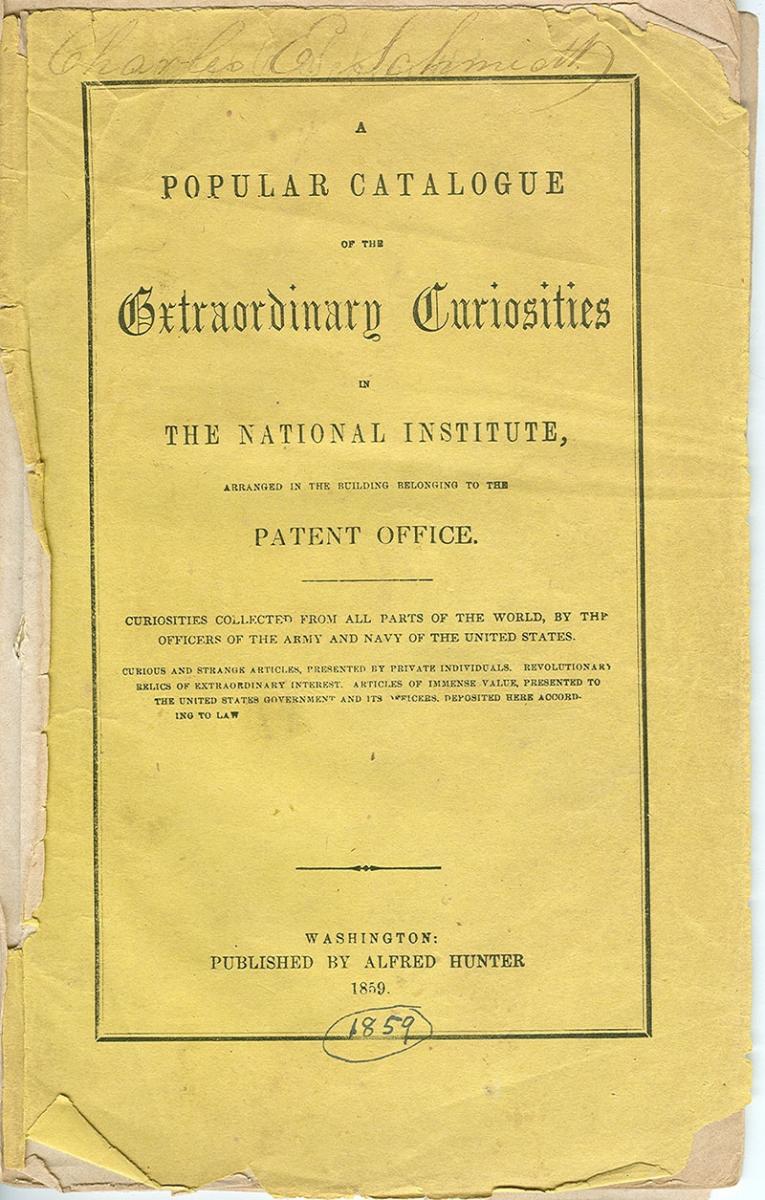 Charles E. Schmidt
A
POPULAR CATALOGUE
OF THE
Extraordinary Curiosities
IN
THE NATIONAL INSTITUTE,
ARRANGED IN THE BUILDING BELONGING TO THE
PATENT OFFICE.
CURIOSITIES COLLECTED FROM ALL PARTS OF THE WORLD, BY THE
OFFICERS OF THE ARMY AND NAVY OF THE UNITED STATES.
CURIOUS AND STRANGE ARTICLES, PRESENTED BY PRIVATE INDIVIDUALS. REVOLUTIONARY
RELICS OF EXTRAORDINARY INTEREST. ARTICLES OF IMMENSE VALUE, PRESENTED TO
THE UNITED STATES GOVERNMENT AND ITS OFFICERS, DEPOSITED HERE ACCORD-
ING TO LAW
WASHINGTON:
PUBLISHED BY ALFRED HUNTER
1859.
1859